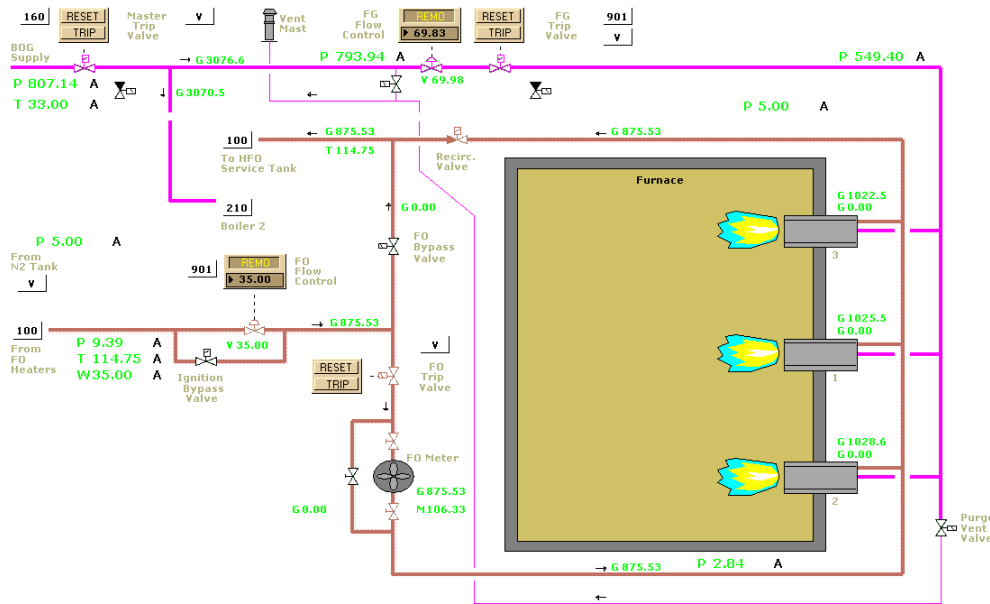 160
RESET
TRIP
Master
Trip
Valve
V
Vent
Mast
REMO
69.83
FG
Flow
Control
RESET
TRIP
FG
Trip
Valve
901
V
BOG
Supply
G 3076.6
P 793.94 A
V 69.98
P 549.40 A
P 807.14 A
T 33.00 A
G 3070.5
P 5.00 A
100
G 875.53
T 114.75
G 875.53
To HFO
Service Tank
Recirc.
Valve
Furnace
210
Boiler 2
G 0.00
G 1022.5
G 0.00
3
P 5.00 A
From
N2 Tank
V
901
REMO
35.00
FO
Flow
Control
FO
Bypass
Valve
100
From
FO
Heaters
G 875.53
P 9.39 A
T 114.75 A
W 35.00 A
V 35.00
Ignition
Bypass
Valve
V
G 1025.5
G 0.00
1
RESET
TRIP
FO
Trip
Valve
FO Meter
G 875.53
M 106.33
G 0.00
G 1028.6
G 0.00
2
Purge
Vent
Valve
G 875.53
P 2.84 A